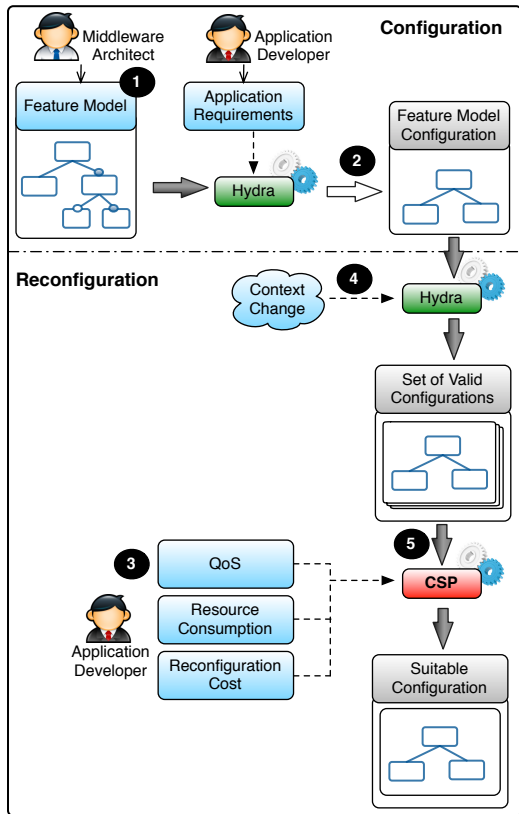 Middleware
Architect
Application
Developer
Configuration
1
Feature Model
Application
Requirements
Feature Model
Configuration
2
Hydra
Reconfiguration
Context
Change
4
Hydra
Set of Valid
Configurations
5
3
QoS
CSP
Resource
Consumption
Application
Developer
Reconfiguration
Cost
Suitable
Configuration